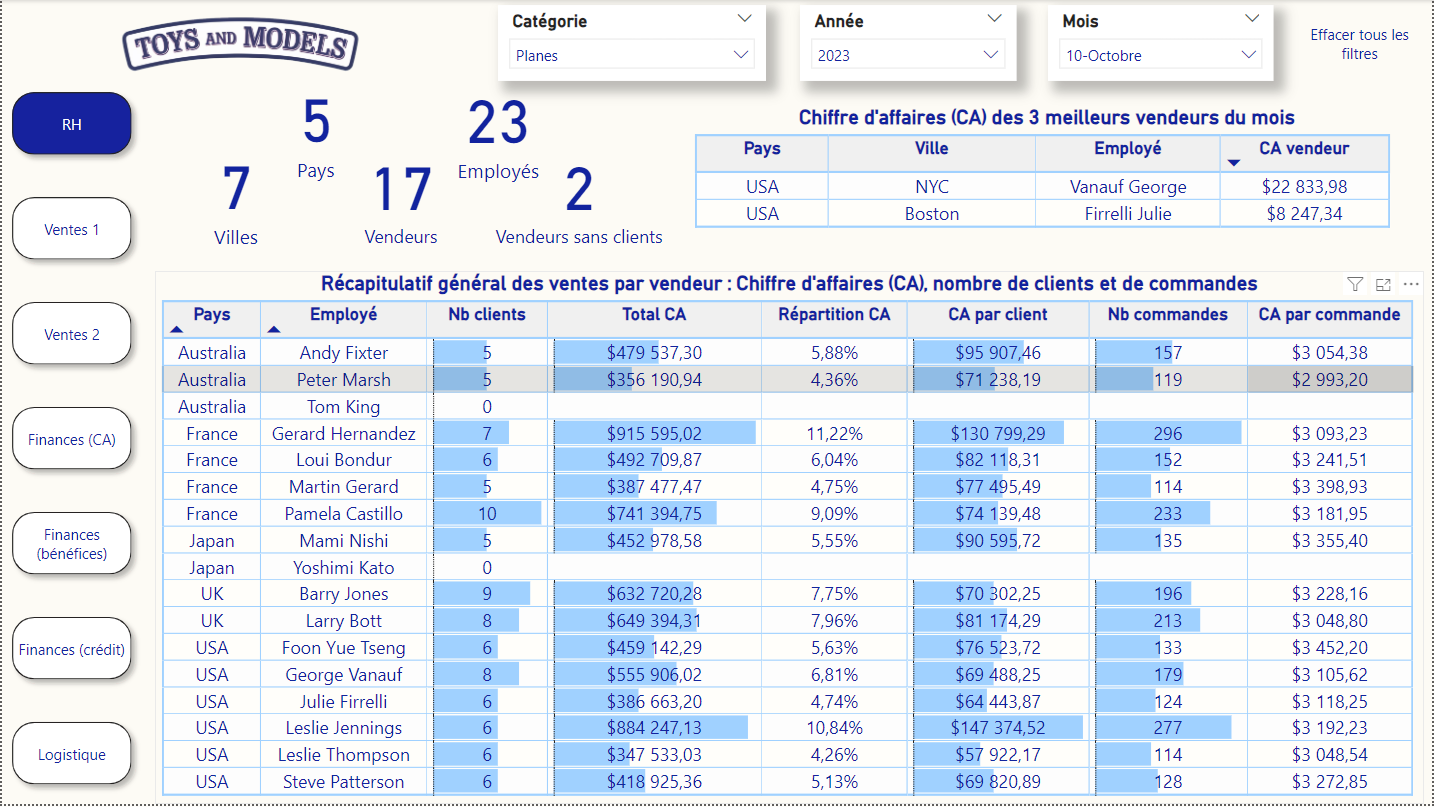 TOYS AND MODELS
Catégorie
Planes
Année
2023
Mois
10-Octobre
Effacer tous les
filtres
RH
Ventes 1
Ventes 2
Finances (CA)
Finances
(bénéfices)
Finances (crédit)
Logistique
5
Pays
23
Employés
7
Villes
17
Vendeurs
2
Vendeurs sans clients
Chiffre d'affaires (CA) des 3 meilleurs vendeurs du mois
Pays Ville Employé CA vendeur
USA NYC Vanauf George $22 833,98
USA Boston Firrelli Julie $8 247,34
Récapitulatif général des ventes par vendeur : Chiffre d'affaires (CA), nombre de clients et de commandes
Pays Employé Nb clients Total CA Répartition CA CA par client Nb commandes CA par commande
Australia Andy Fixter 5 $479 537,30 5,88% $95 907,46 157 $3 054,38
Australia Peter Marsh 5 $356 190,94 4,36% $71 238,19 119 $2 993,20
Australia Tom King 0
France Gerard Hernandez 7 $915 595,02 11,22% $130 799,29 296 $3 093,23
France Loui Bondur 6 $492 709,87 6,04% $82 118,31 152 $3 241,51
France Martin Gerard 5 $387 477,47 4,75% $77 495,49 114 $3 398,93
France Pamela Castillo 10 $741 394,75 9,09% $74 139,48 233 $3 181,95
Japan Mami Nishi 5 $452 978,58 5,55% $90 595,72 135 $3 355,40
Japan Yoshimi Kato 0
UK Barry Jones 9 $632 720,28 7,75% $70 302,25 196 $3 228,16
UK Larry Bott 8 $649 394,31 7,96% $81 174,29 213 $3 048,80
USA Foon Yue Tseng 6 $459 142,29 5,63% $76 523,72 133 $3 452,20
USA George Vanauf 8 $555 906,02 6,81% $69 488,25 179 $3 105,62
USA Julie Firrelli 6 $386 663,20 4,74% $64 443,87 124 $3 118,25
USA Leslie Jennings 6 $884 247,13 10,84% $147 374,52 277 $3 192,23
USA Leslie Thompson 6 $347 533,03 4,26% $57 922,17 114 $3 048,54
USA Steve Patterson 6 $418 925,36 5,13% $69 820,89 128 $3 272,85